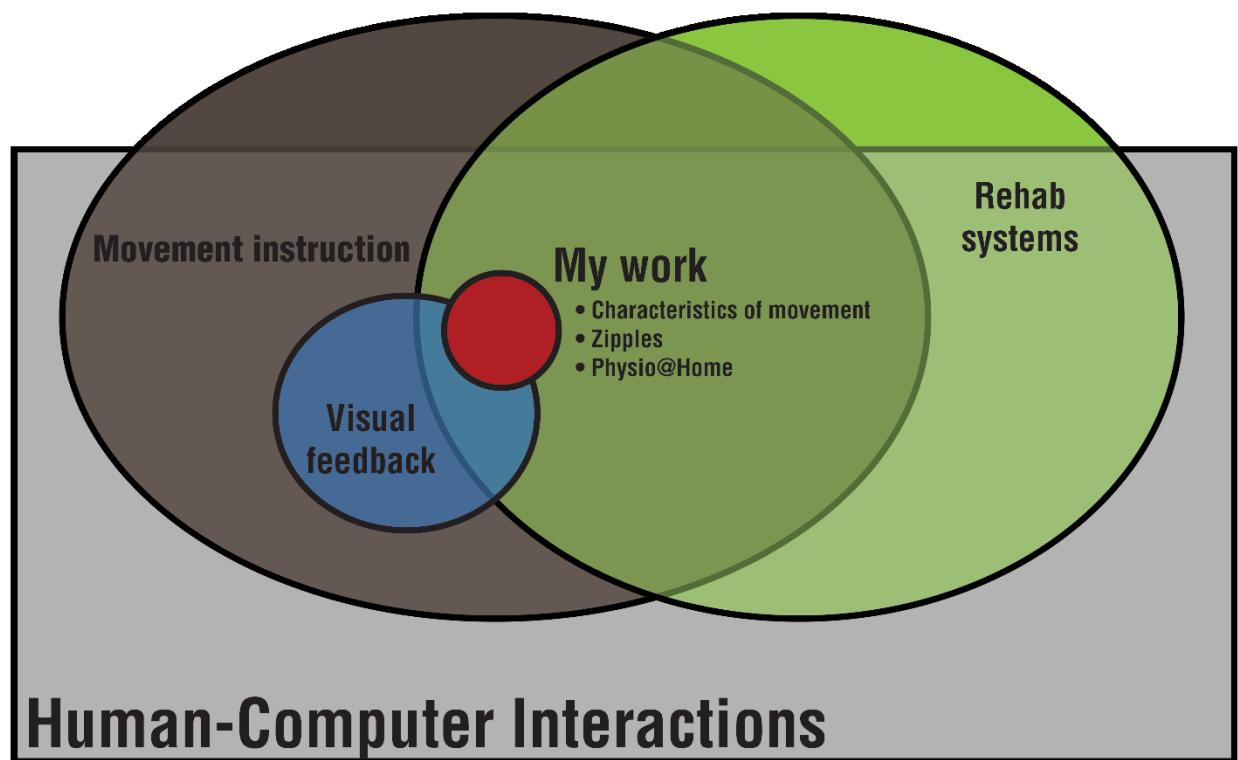 Rehab
systems
Movement instruction
My work
• Characteristics of movement
• Zipples
• Physio@Home
Visual
feedback
Human-Computer Interactions